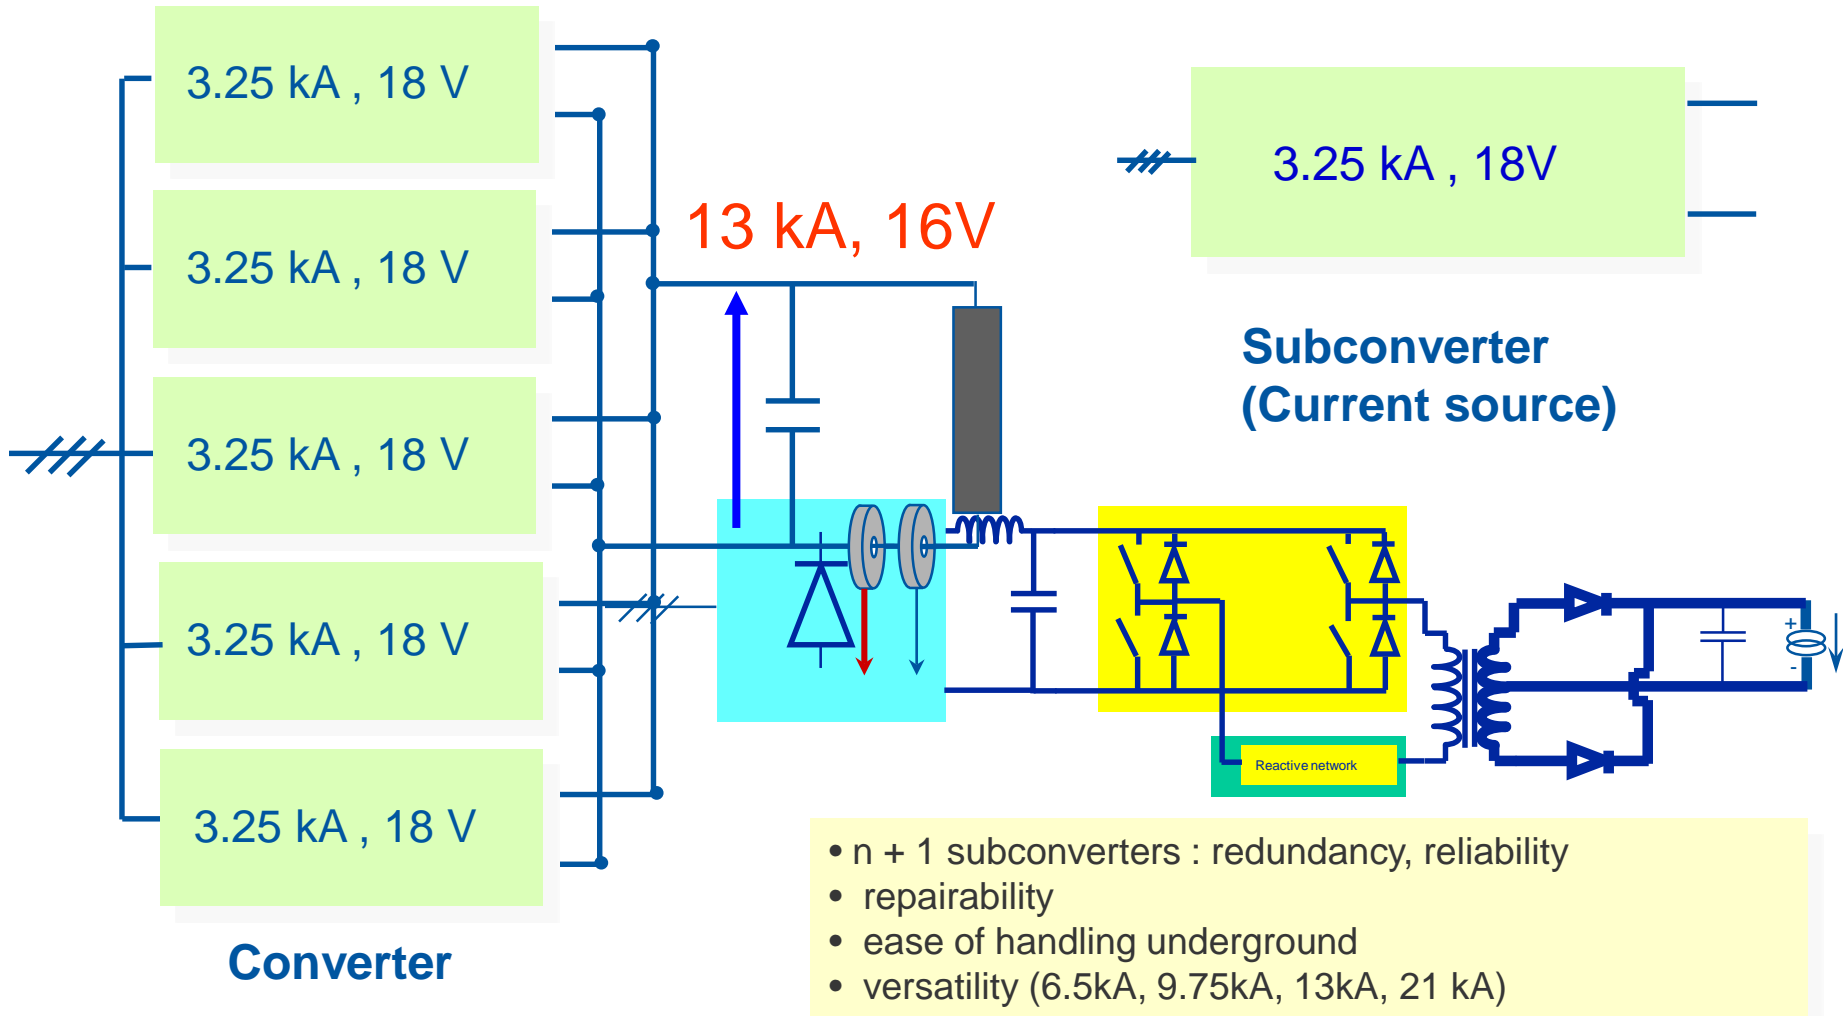 3.25 kA , 18 V
3.25 kA , 18 V
3.25 kA , 18 V
3.25 kA , 18 V
3.25 kA , 18 V
Converter
13 kA, 16V
3.25 kA , 18V
Subconverter
(Current source)
+
-
Reactive network
• n + 1 subconverters : redundancy, reliability
• repairability
• ease of handling underground
• versatility (6.5kA, 9.75kA, 13kA, 21 kA)